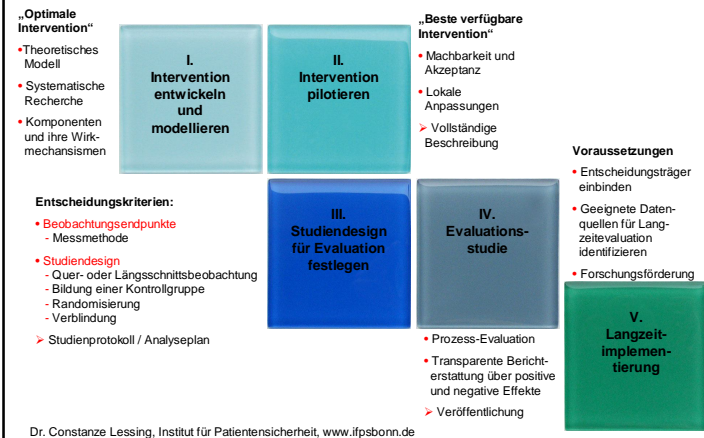 „Optimale
Intervention“
•Theoretisches
Modell
• Systematische
Recherche
• Komponenten
und ihre Wirk-
mechansismen
I.
Intervention
entwickeln
und
modellieren
II.
Intervention
pilotieren
„Beste verfügbare
Intervention“
• Machbarkeit und
Akzeptanz
• Lokale
Anpassungen
➢ Vollständige
Beschreibung
Entscheidungskriterien:
• Beobachtungsendpunkte
- Messmethode
• Studiendesign
- Quer- oder Längsschnittsbeobachtung
- Bildung einer Kontrollgruppe
- Randomisierung
- Verblindung
➢ Studienprotokoll / Analyseplan
III.
Studiendesign
für Evaluation
festlegen
IV.
Evaluations-
studie
• Prozess-Evaluation
• Transparente Bericht-
erstattung über positive
und negative Effekte
➢ Veröffentlichung
Voraussetzungen
• Entscheidungsträger
einbinden
• Geeignete Daten-
quellen für Lang-
zeitevaluation
identifizieren
• Forschungsförderung
V.
Langzeit-
implemen-
tierung
Dr. Constanze Lessing, Institut für Patientensicherheit, www.ifpsbonn.de